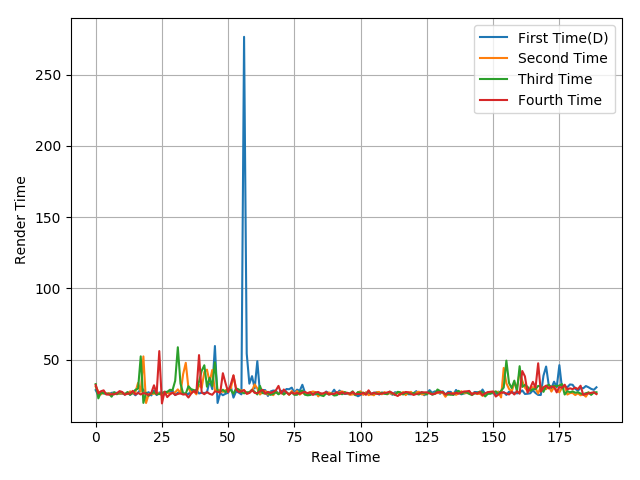 First Time(D)
Second Time
Third Time
Fourth Time
250
200
150
100
50
Render Time
0
25
50
75
100
125
150
175
Real Time